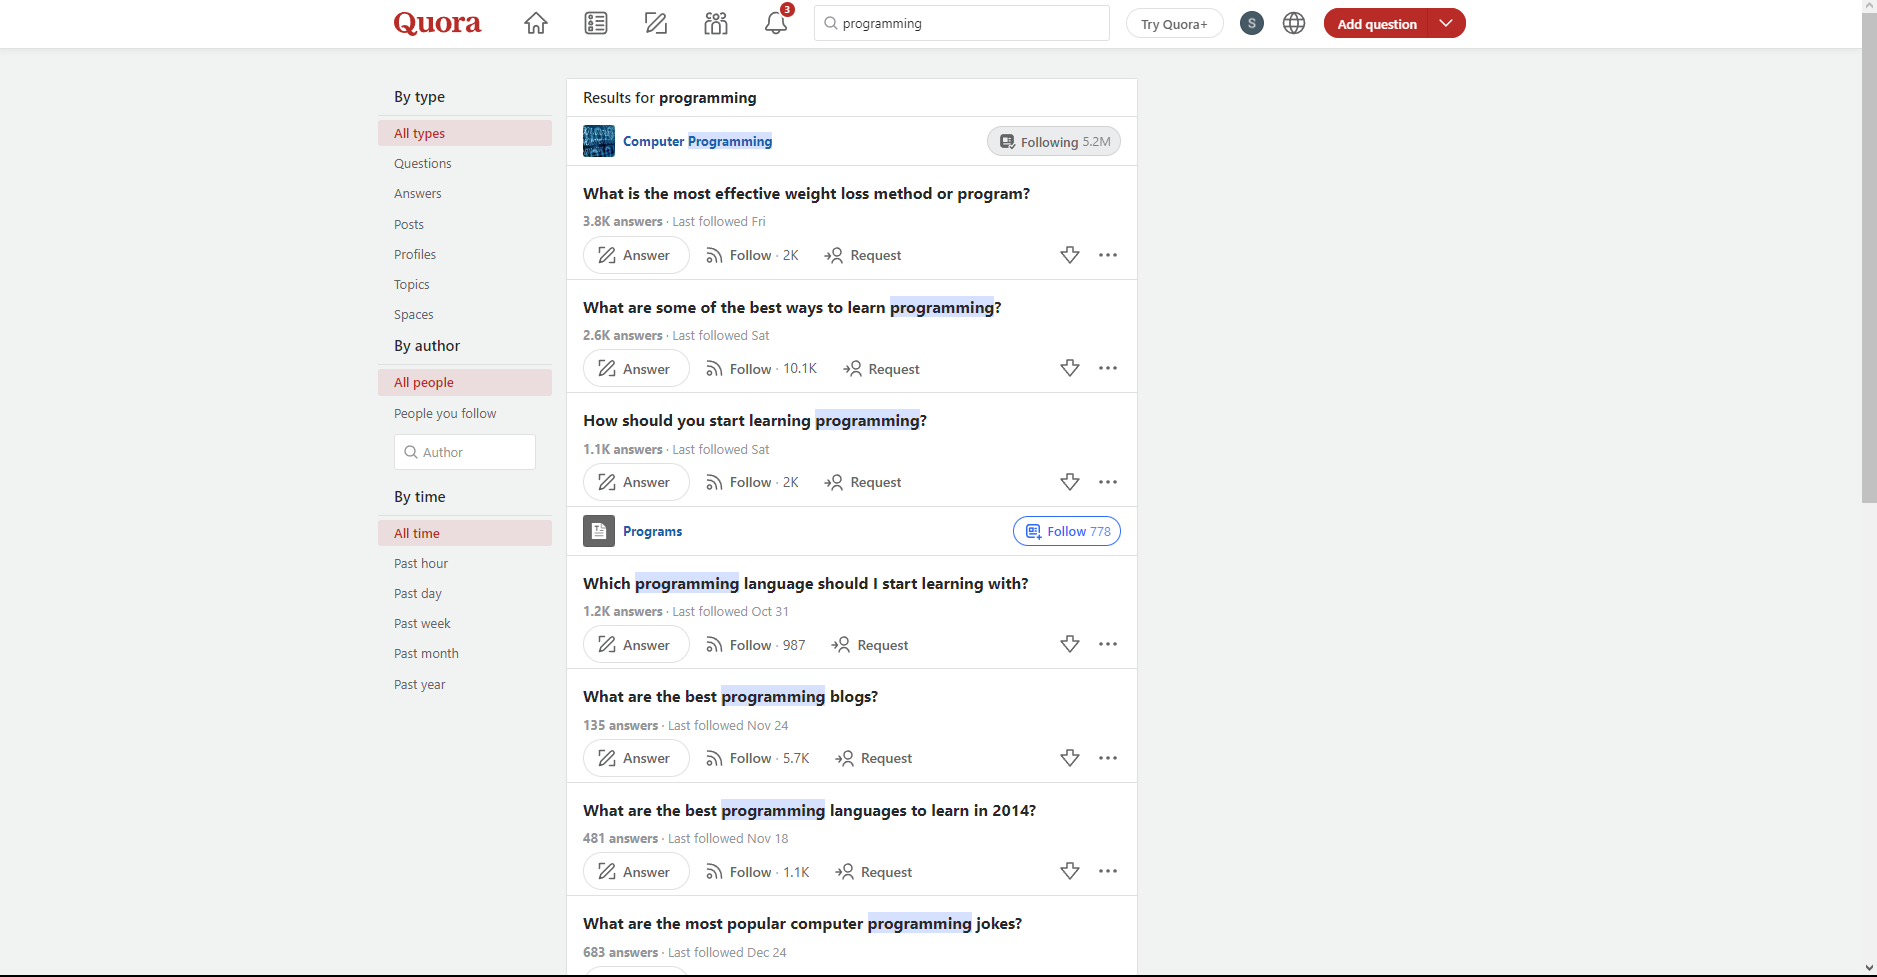 Quora
3
programming
Try Quora+
S
Add question
By type
All types
Questions
Answers
Posts
Profiles
Topics
Spaces
By author
All people
People you follow
Author
By time
All time
Past hour
Past day
Past week
Past month
Past year
Results for programming
Computer Programming
Following 5.2M
What is the most effective weight loss method or program?
3.8K answers · Last followed Fri
Answer Follow · 2K Request
What are some of the best ways to learn programming?
2.6K answers · Last followed Sat
Answer Follow · 10.1K Request
How should you start learning programming?
1.1K answers · Last followed Sat
Answer Follow · 2K Request
Programs
Follow 778
Which programming language should I start learning with?
1.2K answers · Last followed Oct 31
Answer Follow · 987 Request
What are the best programming blogs?
135 answers · Last followed Nov 24
Answer Follow · 5.7K Request
What are the best programming languages to learn in 2014?
481 answers · Last followed Nov 18
Answer Follow · 1.1K Request
What are the most popular computer programming jokes?
683 answers · Last followed Dec 24